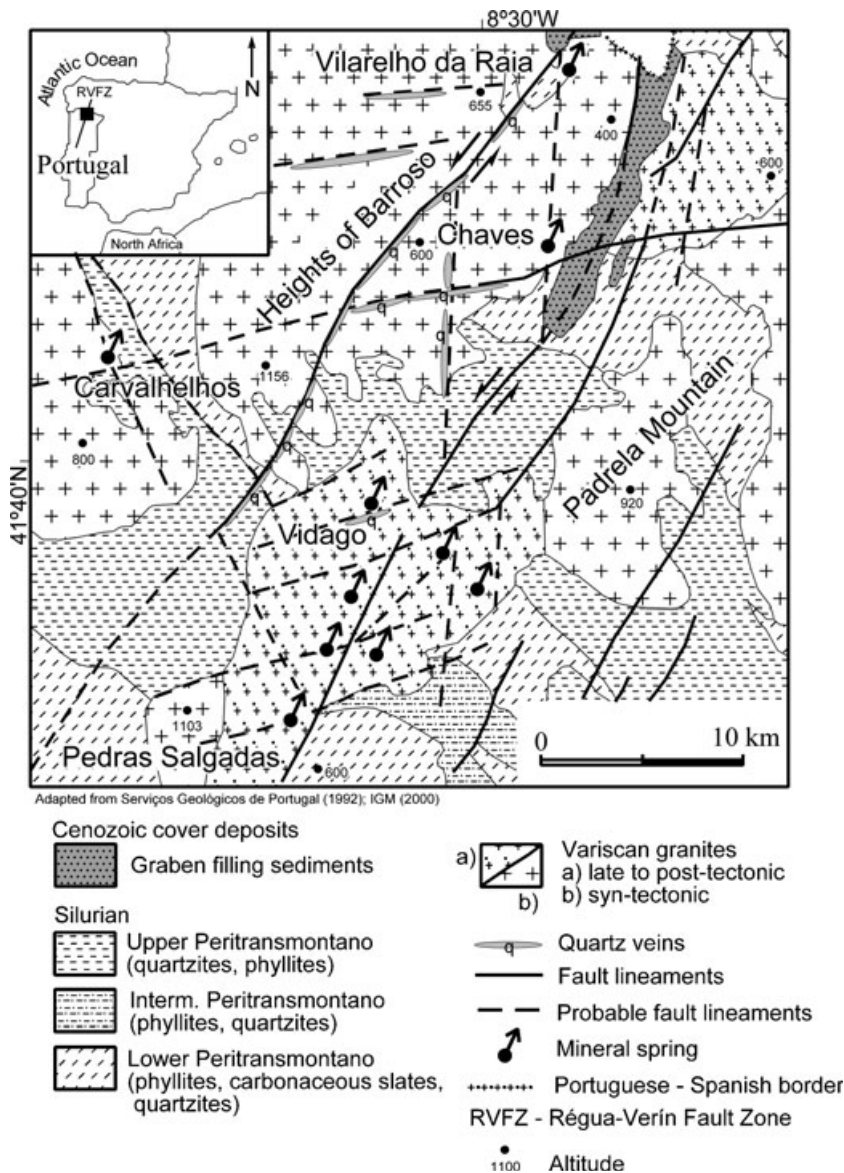 8º30'W
Atlantic Ocean
RVFZ
N
Portugal
North Africa
Vilarelho da Raia
655
400
600
Heights of Barroso
q
q
600
Chaves
q
q
q
q
q
1156
Carvalhelhos
q
800
q
q
41º40'N
Padrela Mountain
920
Vidago
q
1103
Pedras Salgadas
600
0 10 km
Adapted from Serviços Geológicos de Portugal (1992); IGM (2000)
Cenozoic cover deposits
Graben filling sediments
Silurian
Upper Peritransmontano
(quartzites, phyllites)
Interm. Peritransmontano
(phyllites, quartzites)
Lower Peritransmontano
(phyllites, carbonaceous slates,
quartzites)
a)
b)
Variscan granites
a) late to post-tectonic
b) syn-tectonic
q Quartz veins
Fault lineaments
Probable fault lineaments
Mineral spring
Portuguese - Spanish border
RVFZ - Régua-Verín Fault Zone
1100 Altitude